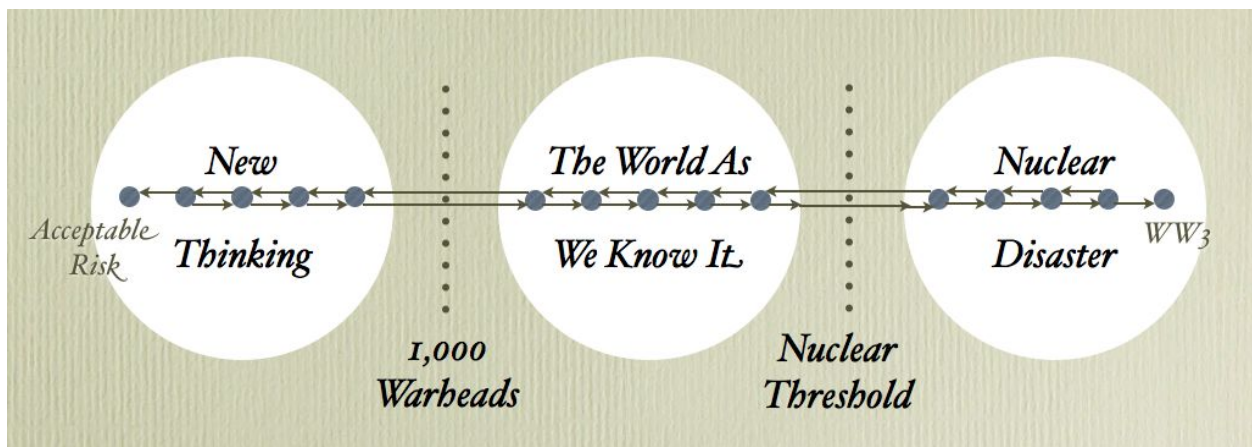 New
Thinking
Acceptable
Risk
1,000
Warheads
The World As
We Know It
Nuclear
Threshold
Nuclear
Disaster
WW3